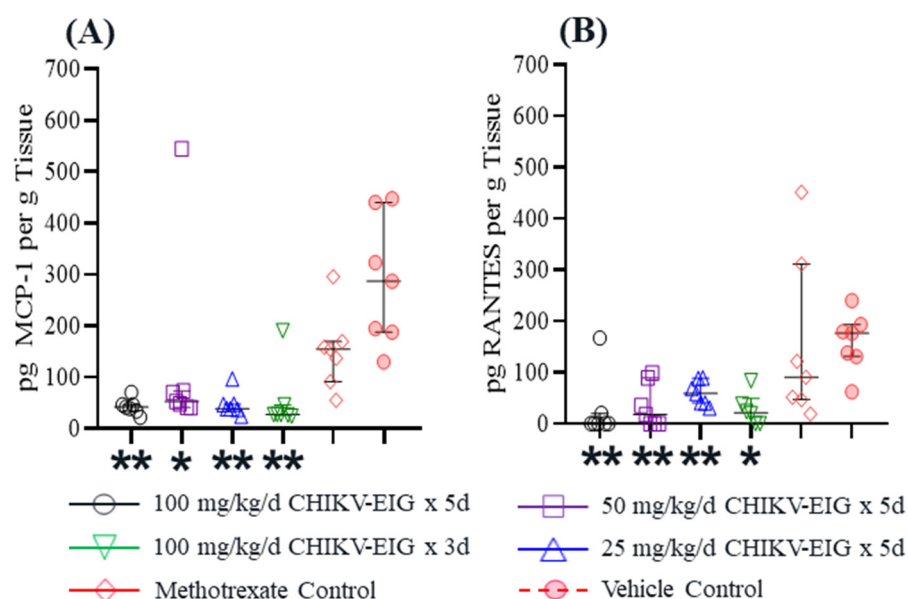 (A)
(B)
pg MCP-1 per g Tissue
700
600
500
400
300
200
100
0
** * ** **
pg RANTES per g Tissue
700
600
500
400
300
200
100
0
** ** ** *
100 mg/kg/d CHIKV-EIG x 5d
50 mg/kg/d CHIKV-EIG x 5d
100 mg/kg/d CHIKV-EIG x 3d
25 mg/kg/d CHIKV-EIG x 5d
Methotrexate Control
Vehicle Control